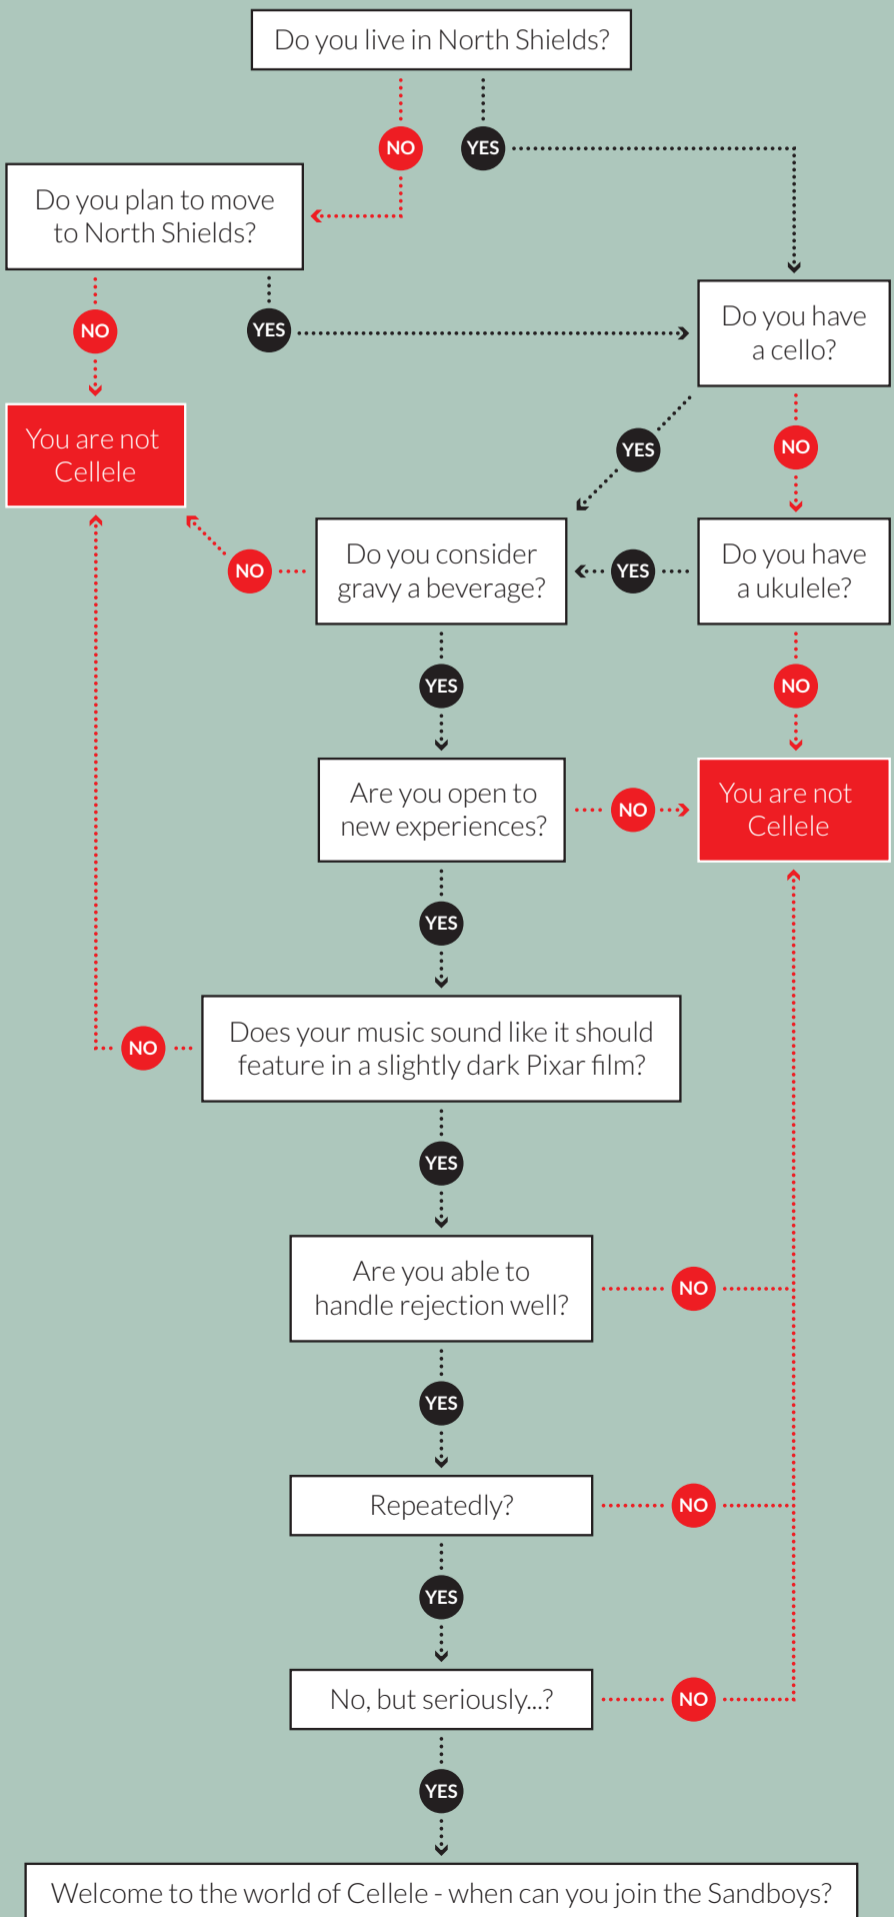 Do you live in North Shields?
NO
YES
Do you plan to move
to North Shields?
NO
YES
Do you have
a cello?
YES
NO
You are not
Cellele
NO
Do you consider
gravy a beverage?
YES
Do you have
a ukulele?
YES
NO
Are you open to
new experiences?
NO
You are not
Cellele
YES
NO
Does your music sound like it should
feature in a slightly dark Pixar film?
YES
Are you able to
handle rejection well?
NO
YES
Repeatedly?
NO
YES
No, but seriously...?
NO
YES
Welcome to the world of Cellele - when can you join the Sandboys?